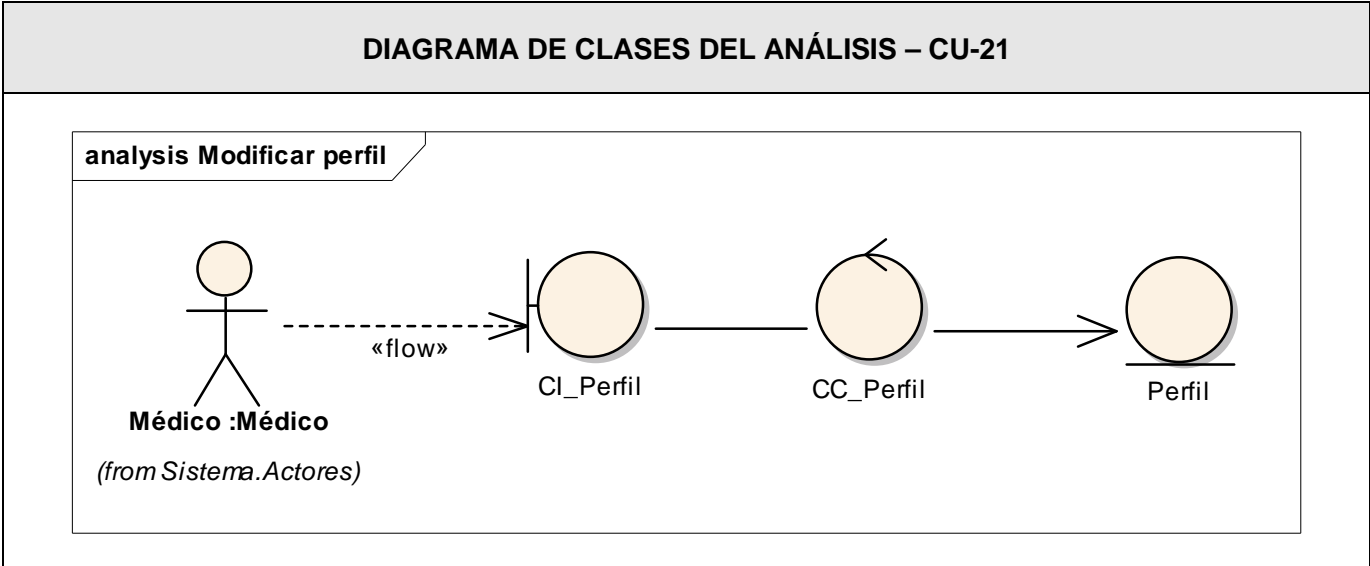 DIAGRAMA DE CLASES DEL ANÁLISIS – CU-21
analysis Modificar perfil
«flow»
CI_Perfil
CC_Perfil
Perfil
Médico :Médico
(from Sistema.Actores)